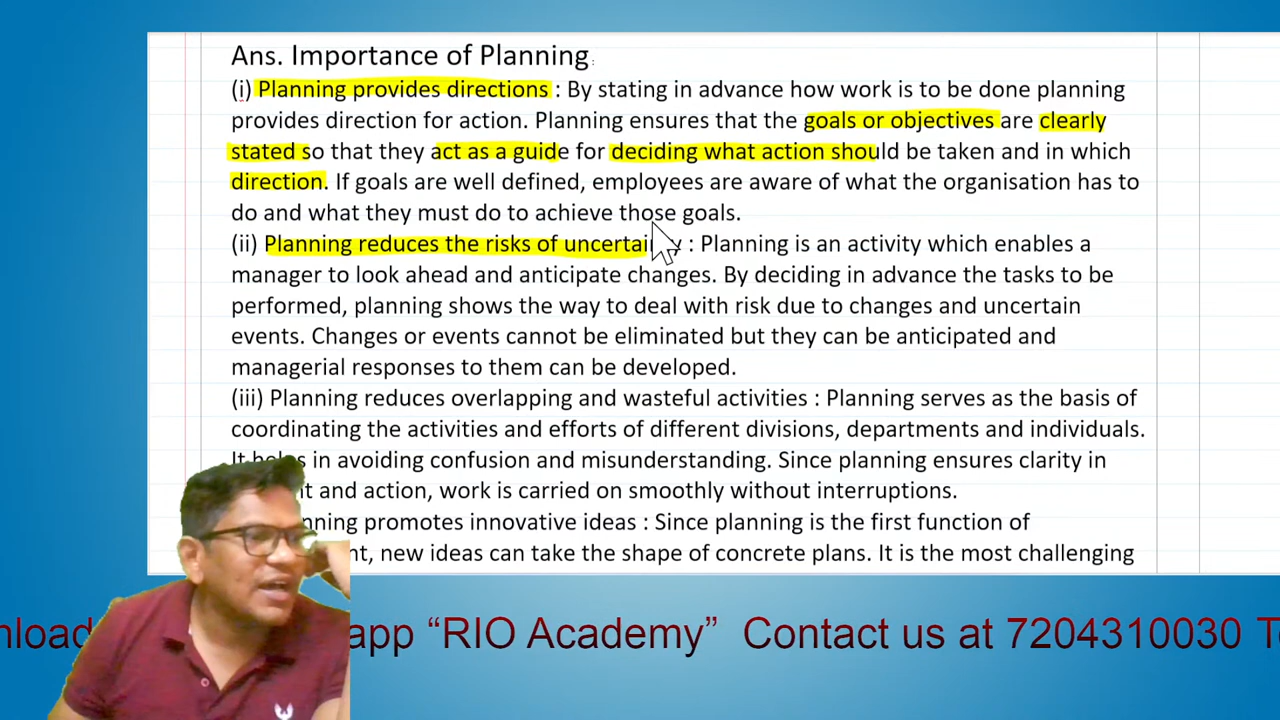 Ans. Importance of Planning:
(i) Planning provides directions : By stating in advance how work is to be done planning
provides direction for action. Planning ensures that the goals or objectives are clearly
stated so that they act as a guide for deciding what action should be taken and in which
direction. If goals are well defined, employees are aware of what the organisation has to
do and what they must do to achieve those goals.
(ii) Planning reduces the risks of uncertainty : Planning is an activity which enables a
manager to look ahead and anticipate changes. By deciding in advance the tasks to be
performed, planning shows the way to deal with risk due to changes and uncertain
events. Changes or events cannot be eliminated but they can be anticipated and
managerial responses to them can be developed.
(iii) Planning reduces overlapping and wasteful activities : Planning serves as the basis of
coordinating the activities and efforts of different divisions, departments and individuals.
It helps in avoiding confusion and misunderstanding. Since planning ensures clarity in
and action, work is carried on smoothly without interruptions.
promotes innovative ideas : Since planning is the first function of
new ideas can take the shape of concrete plans. It is the most challenging
app “RIO Academy” Contact us at 7204310030